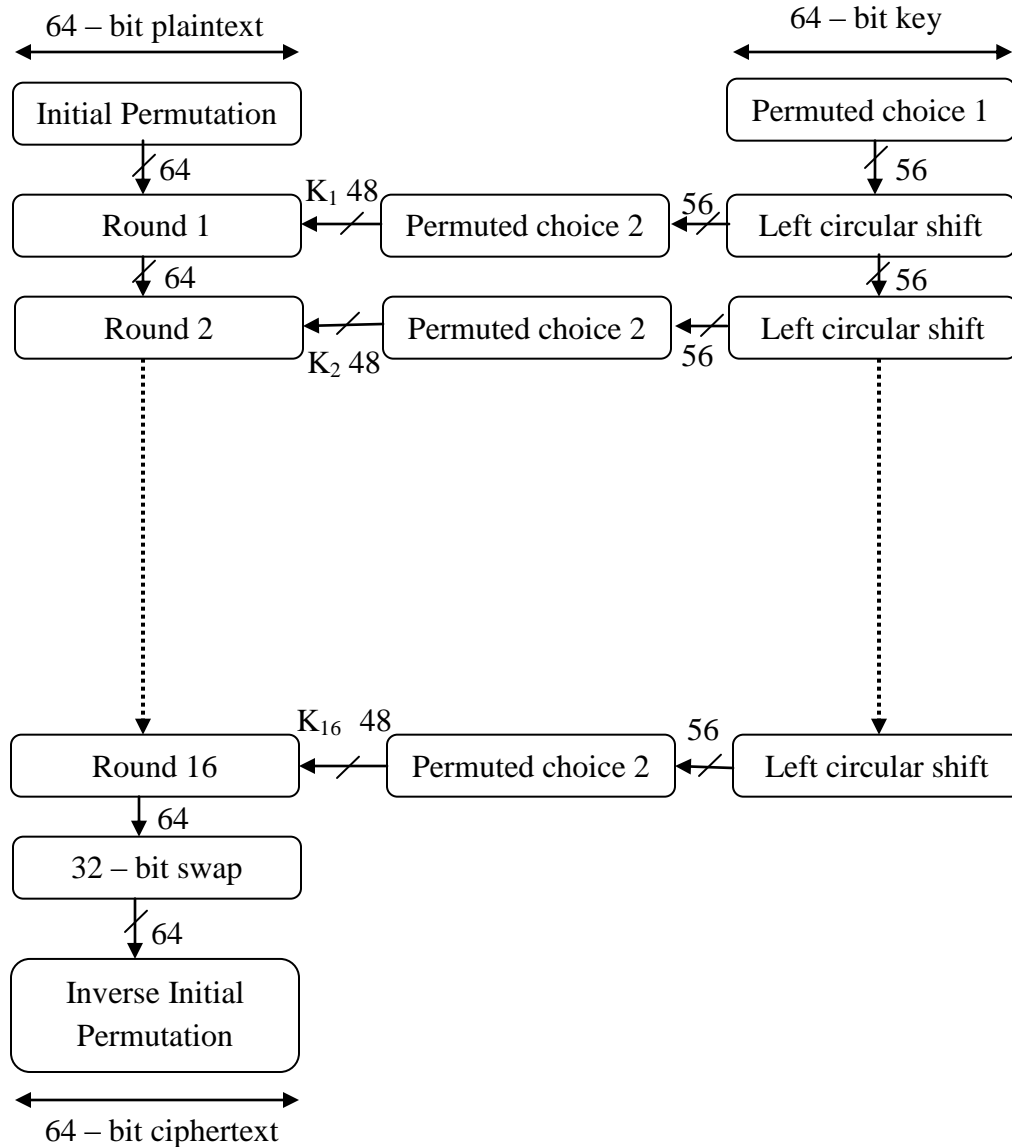 64 – bit plaintext
64 – bit key
Initial Permutation
Permuted choice 1
64
56
K₁ 48
56
Round 1
Permuted choice 2
Left circular shift
64
56
Round 2
Permuted choice 2
Left circular shift
K₂ 48
56
K₁₆ 48
56
Round 16
Permuted choice 2
Left circular shift
64
32 – bit swap
64
Inverse Initial
Permutation
64 – bit ciphertext